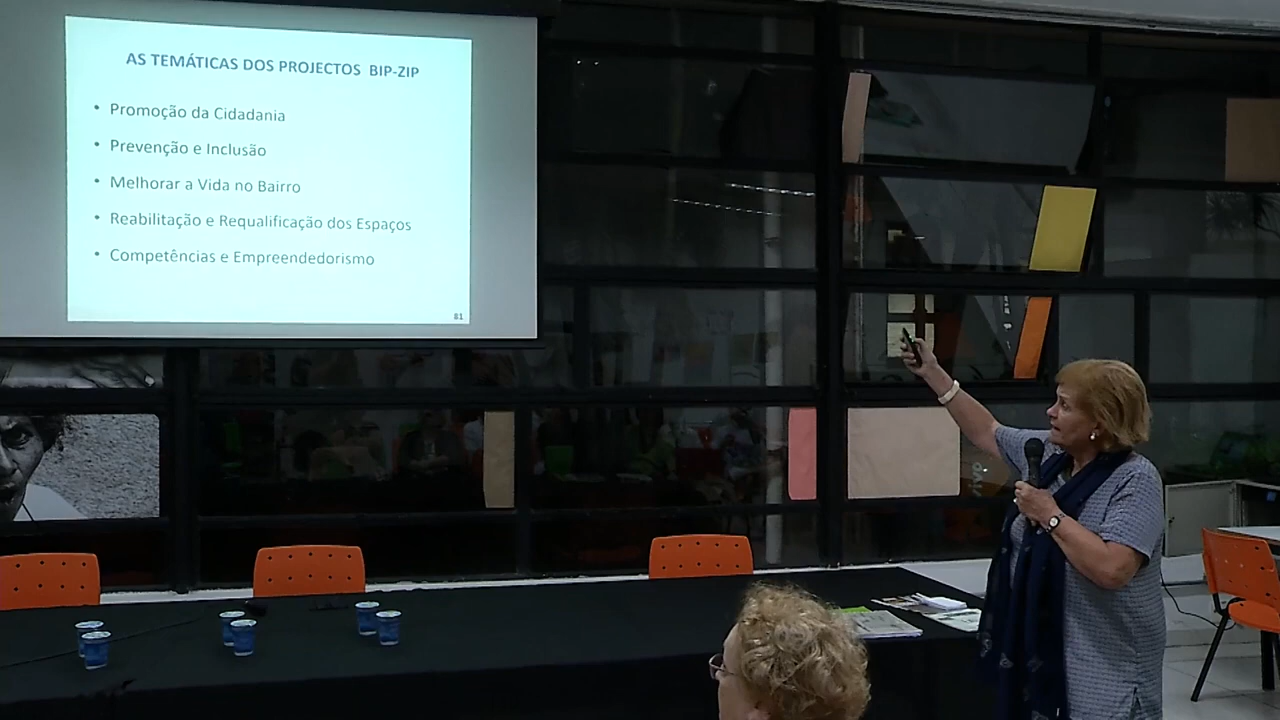 AS TEMÁTICAS DOS PROJECTOS BIP-ZIP
• Promoção da Cidadania
• Prevenção e Inclusão
• Melhorar a Vida no Bairro
• Reabilitação e Requalificação dos Espaços
• Competências e Empreendedorismo
81
vivo